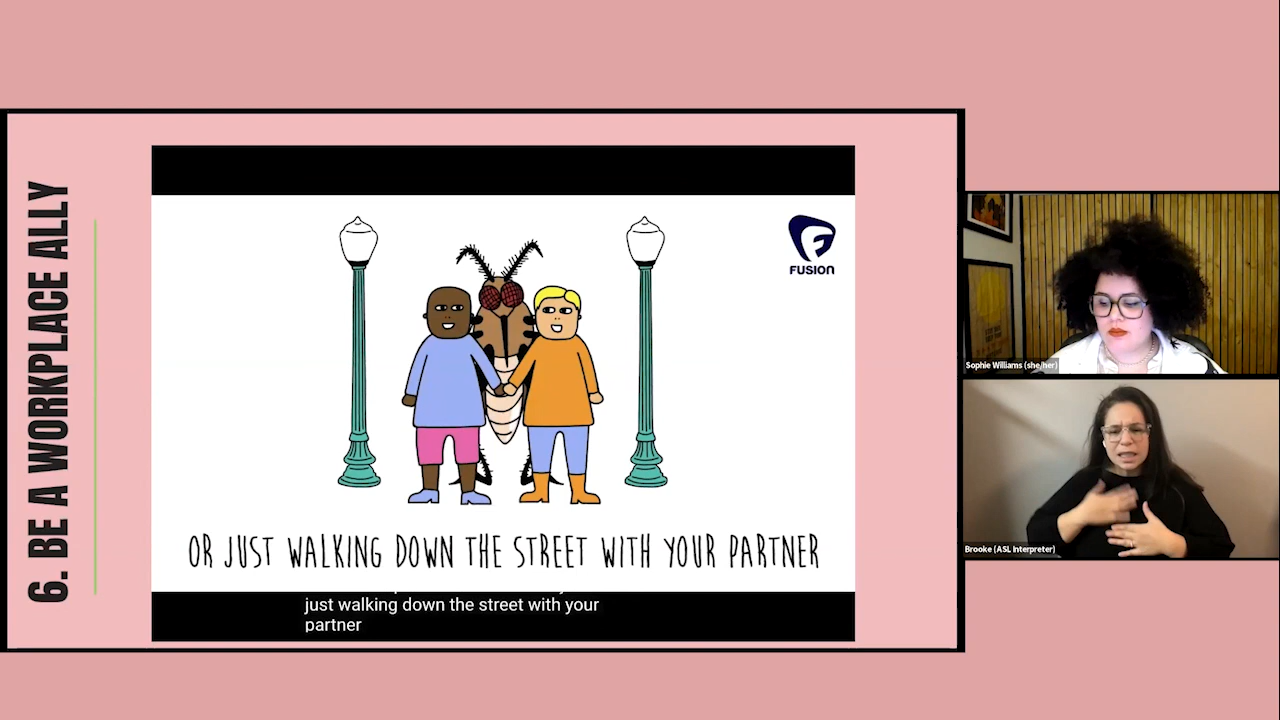 6. BE A WORKPLACE ALLY
FUSION
OR JUST WALKING DOWN THE STREET WITH YOUR PARTNER
just walking down the street with your
partner
Sophie Williams (she/her)
Brooke (ASL Interpreter)